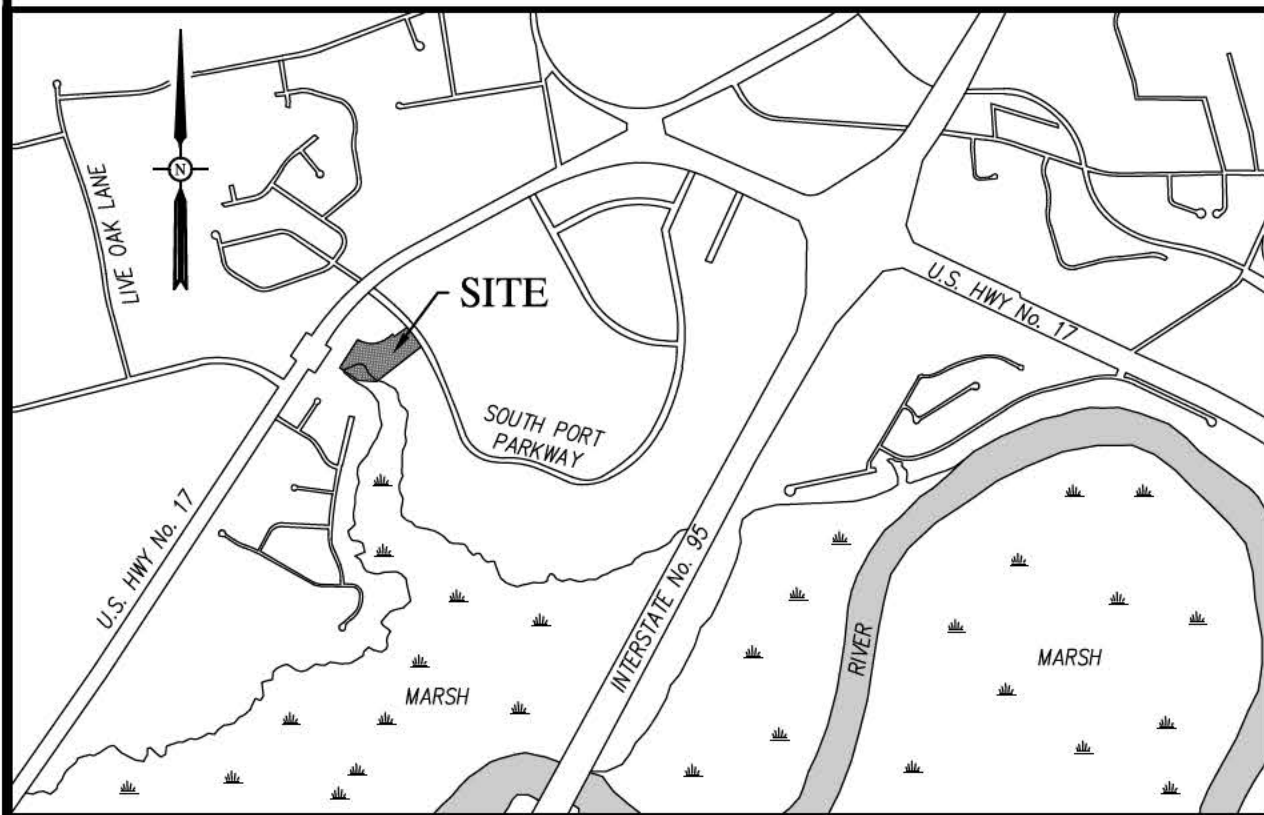 N
LIVE OAK LANE
SITE
U.S. HWY No. 17
SOUTH PORT
PARKWAY
U.S. HWY No. 17
INTERSTATE No. 95
RIVER
MARSH
MARSH